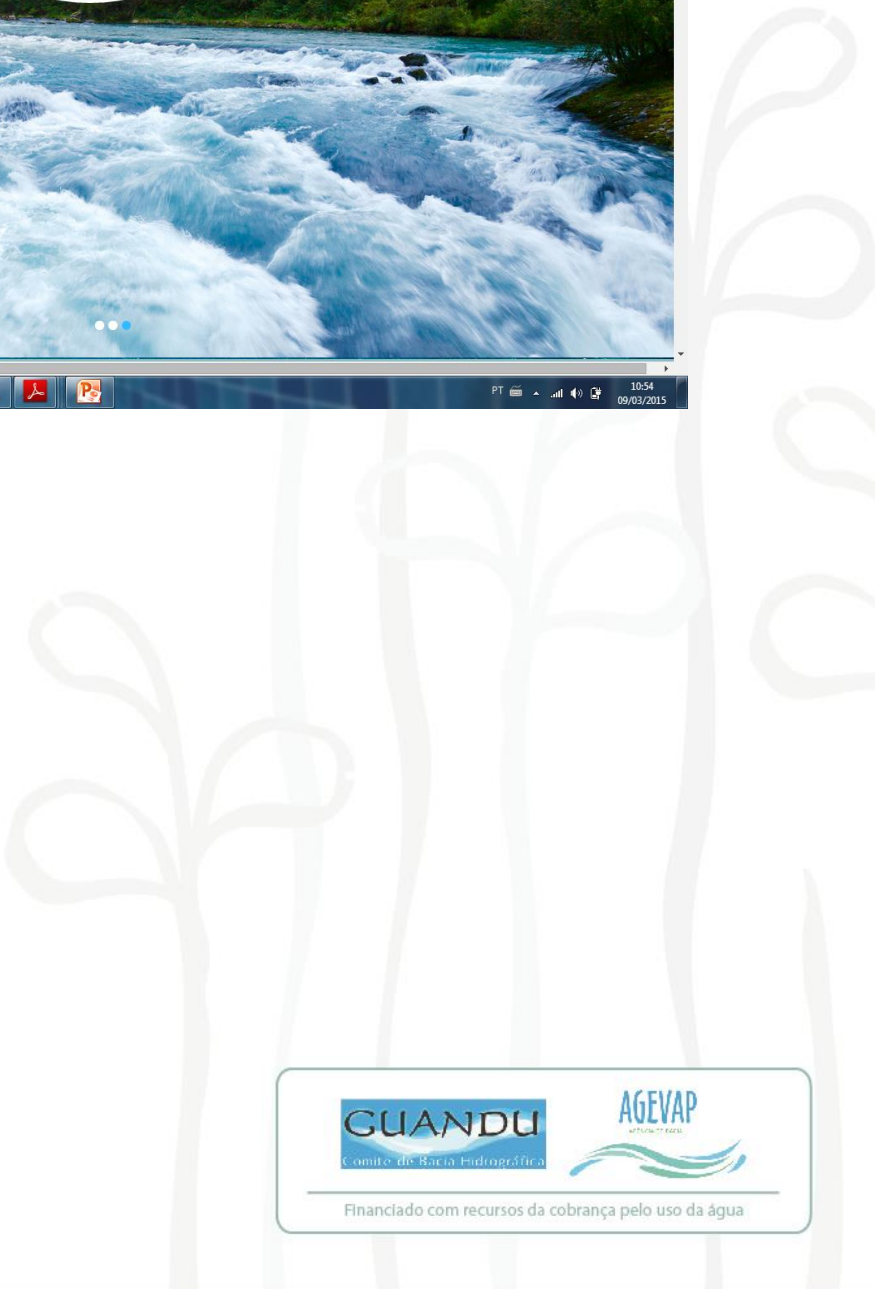 PT
10:54
09/03/2015
GUANDU
Comite de Bacia Hidrográfica
AGEVAP
Financiado com recursos da cobrança pelo uso da água